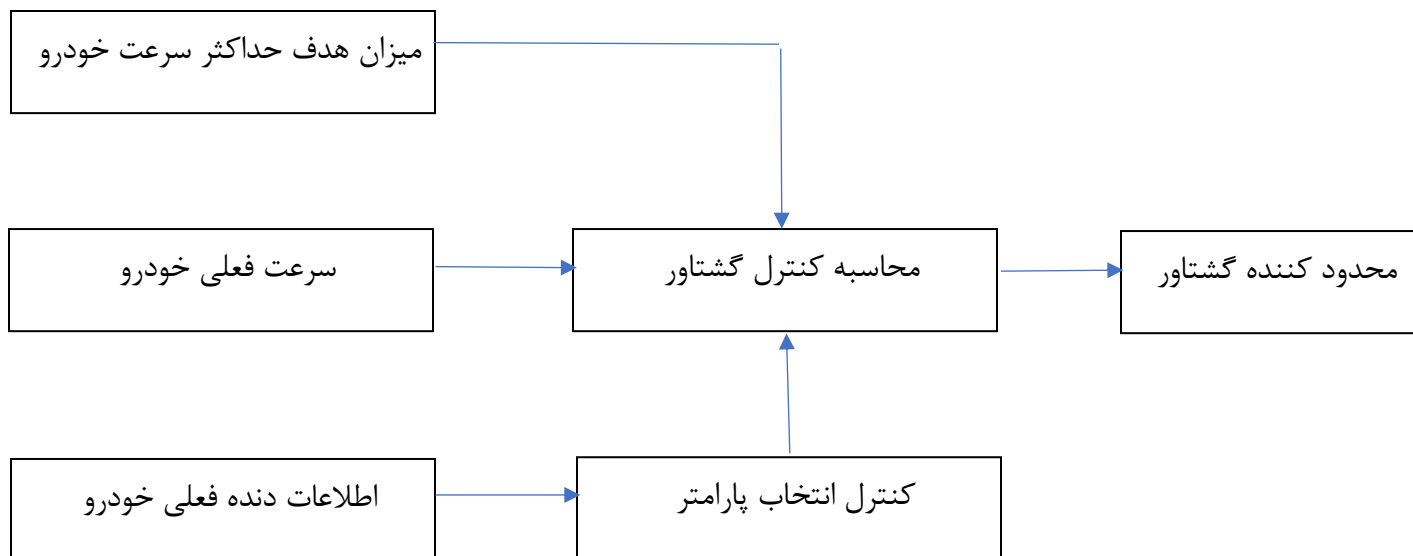 میزان هدف حداکثر سرعت خودرو
سرعت فعلی خودرو
محاسبه کنترل گشتاور
محدود کننده گشتاور
اطلاعات دنده فعلی خودرو
کنترل انتخاب پارامتر